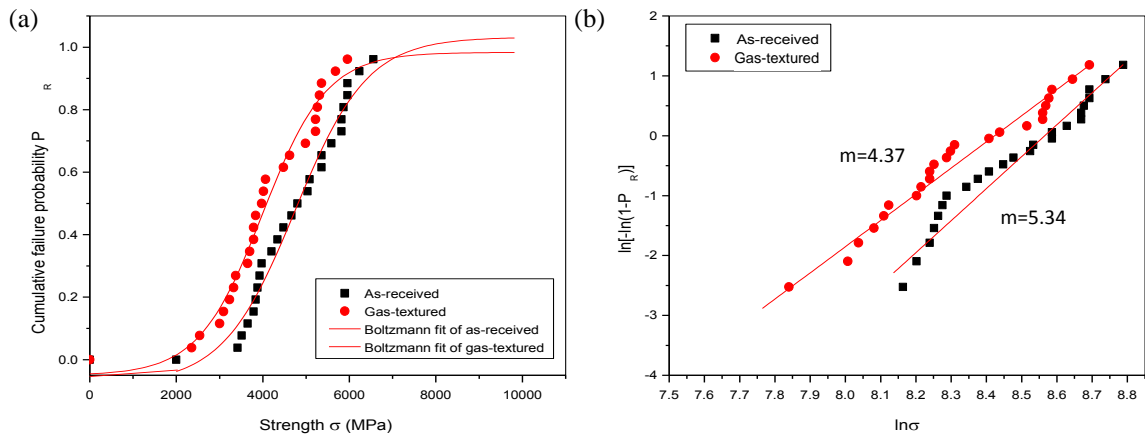 (a)
1.0
0.8
0.6
0.4
0.2
0.0
Cumulative failure probability P
R
As-received
Gas-textured
Boltzmann fit of as-received
Boltzmann fit of gas-textured
0 2000 4000 6000 8000 10000
Strength σ (MPa)
(b)
2
1
0
-1
-2
-3
-4
ln[-ln(1-P R)]
As-received
Gas-textured
m=4.37
m=5.34
7.5 7.6 7.7 7.8 7.9 8.0 8.1 8.2 8.3 8.4 8.5 8.6 8.7 8.8
lnσ